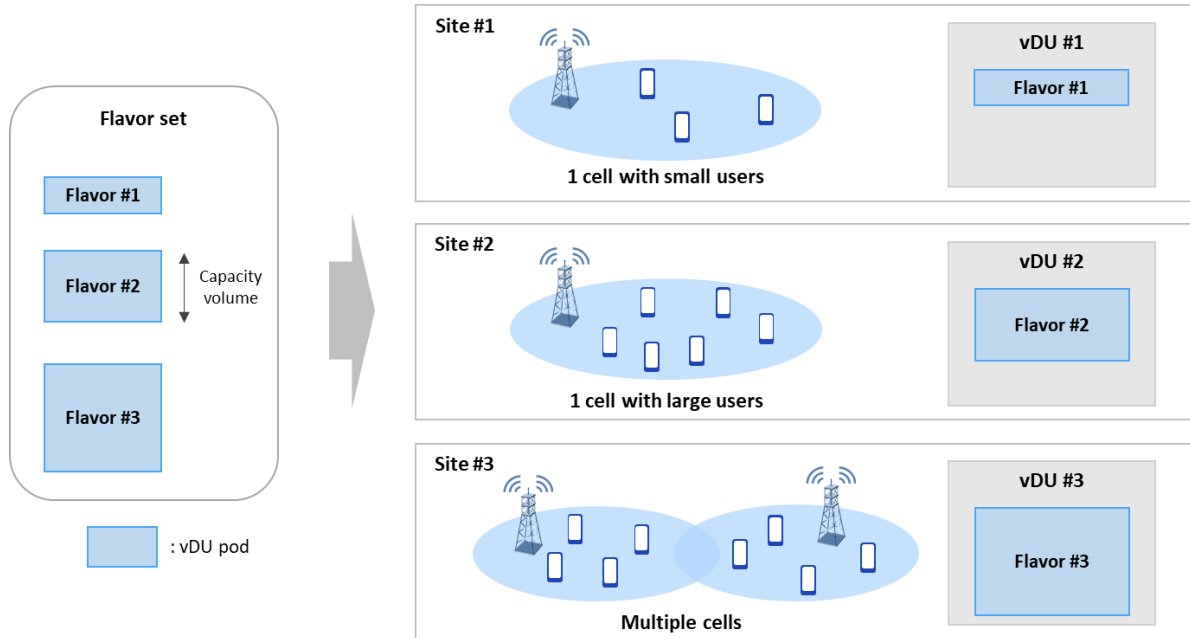 Flavor set
Flavor #1
Flavor #2
Capacity
volume
Flavor #3
: vDU pod
Site #1
1 cell with small users
vDU #1
Flavor #1
Site #2
1 cell with large users
vDU #2
Flavor #2
Site #3
Multiple cells
vDU #3
Flavor #3